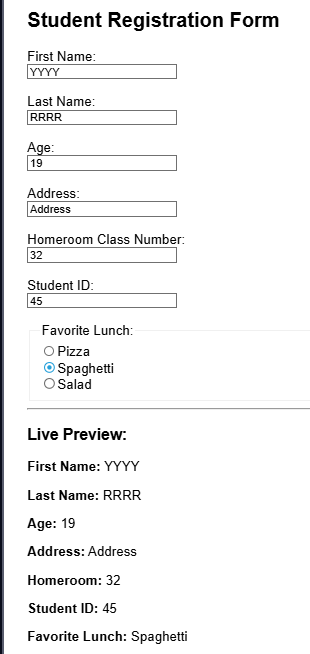 Student Registration Form
First Name:
YYYY
Last Name:
RRRR
Age:
19
Address:
Address
Homeroom Class Number:
32
Student ID:
45
Favorite Lunch:
Pizza
Spaghetti
Salad
Live Preview:
First Name: YYYY
Last Name: RRRR
Age: 19
Address: Address
Homeroom: 32
Student ID: 45
Favorite Lunch: Spaghetti